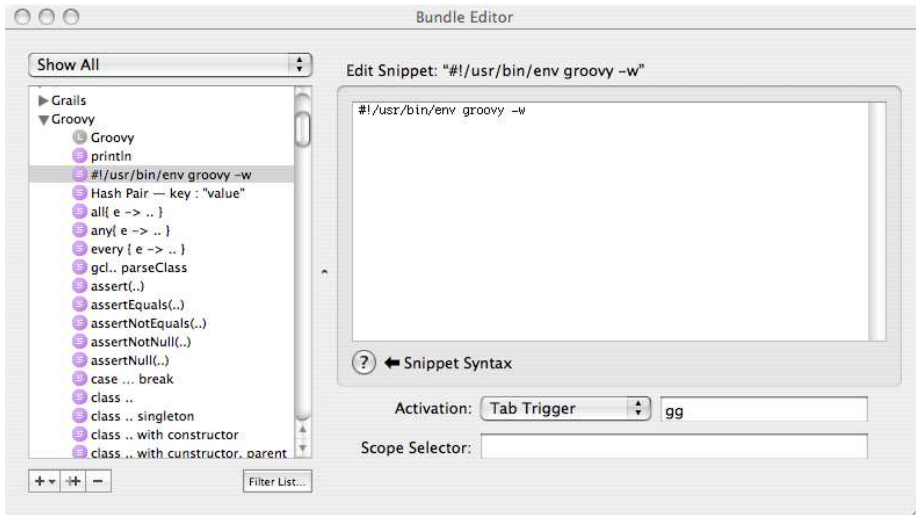 Bundle Editor
Show All
Edit Snippet: “#!/usr/bin/env groovy -w”
Grails
Groovy
L Groovy
S println
S #!/usr/bin/env groovy -w
S Hash Pair — key : "value"
S all{ e -> .. }
S any{ e -> .. }
S every { e -> .. }
S gcl.. parseClass
S assert(..)
S assertEquals(..)
S assertNotEquals(..)
S assertNotNull(..)
S assertNull(..)
S case ... break
S class ..
S class .. singleton
S class .. with constructor
S class .. with cunstructor, parent
#!/usr/bin/env groovy -w
? Snippet Syntax
Activation: Tab Trigger gg
Scope Selector:
Filter List...